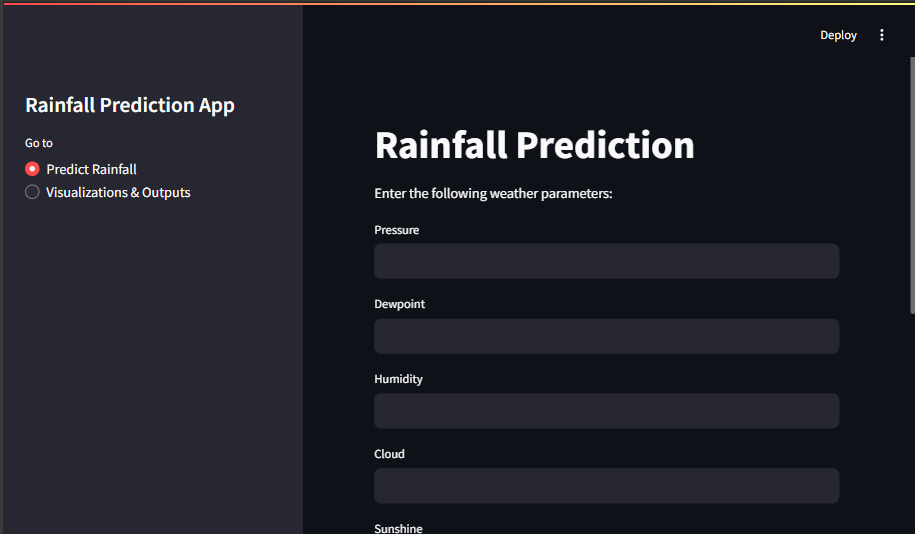 Deploy
Rainfall Prediction App
Go to
Predict Rainfall
Visualizations & Outputs
Rainfall Prediction
Enter the following weather parameters:
Pressure
Dewpoint
Humidity
Cloud
Sunshine